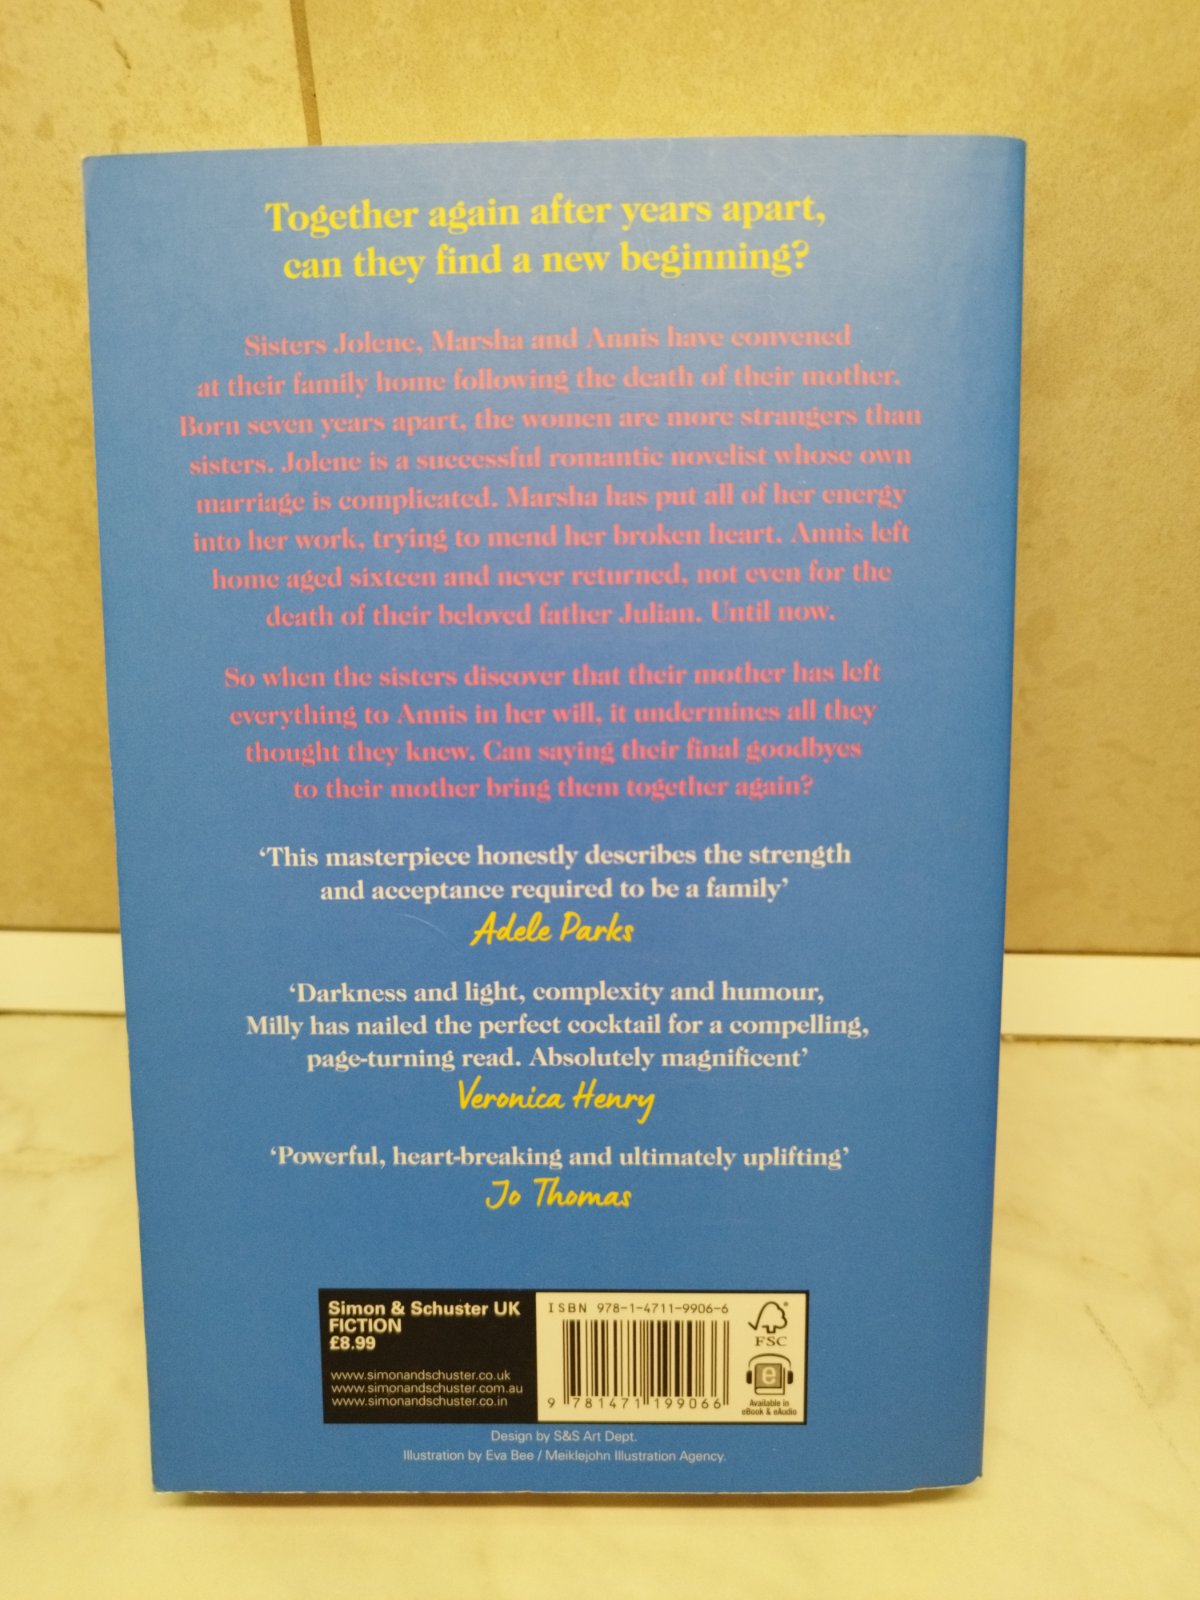 Together again after years apart,
can they find a new beginning?
Sisters Jolene, Marsha and Annis have convened
at their family home following the death of their mother.
Born seven years apart, the women are more strangers than
sisters. Jolene is a successful romantic novelist whose own
marriage is complicated. Marsha has put all of her energy
into her work, trying to mend her broken heart. Annis left
home aged sixteen and never returned, not even for the
death of their beloved father Julian. Until now.
So when the sisters discover that their mother has left
everything to Annis in her will, it undermines all they
thought they knew. Can saying their final goodbyes
to their mother bring them together again?
‘This masterpiece honestly describes the strength
and acceptance required to be a family’
Adele Parks
‘Darkness and light, complexity and humour,
Milly has nailed the perfect cocktail for a compelling,
page-turning read. Absolutely magnificent’
Veronica Henry
‘Powerful, heart-breaking and ultimately uplifting’
Jo Thomas
Simon & Schuster UK
FICTION
£8.99
www.simonandschuster.co.uk
www.simonandschuster.com.au
www.simonandschuster.co.in
ISBN 978-1-4711-9906-6
9 781471 199066
FSC
e
Available in
eBook & eAudio
Design by S&S Art Dept.
Illustration by Eva Bee / Meiklejohn Illustration Agency.